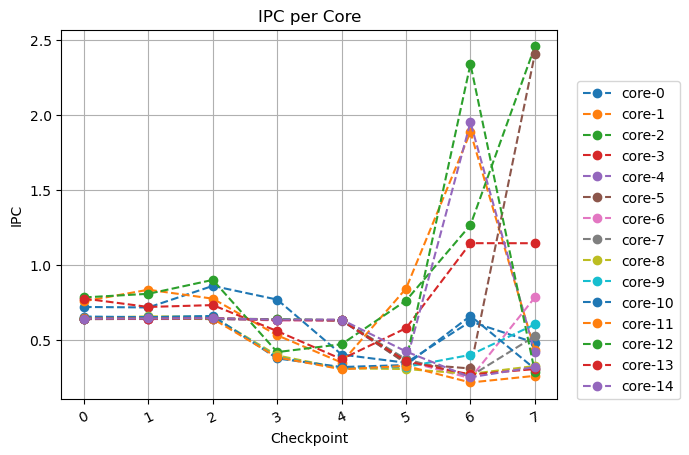 IPC per Core
IPC
2.5
2.0
1.5
1.0
0.5
0 1 2 3 4 5 6 7
Checkpoint
core-0
core-1
core-2
core-3
core-4
core-5
core-6
core-7
core-8
core-9
core-10
core-11
core-12
core-13
core-14